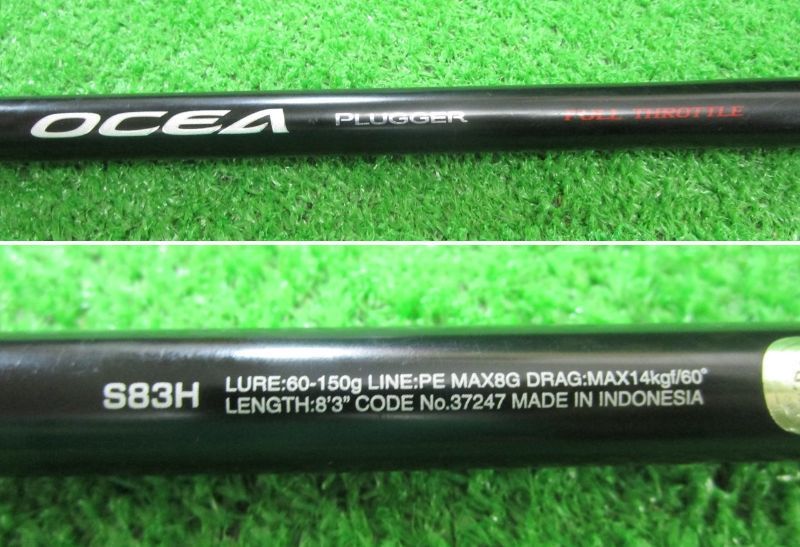 OCEA PLUGGER FULL THROTTLE
S83H
LURE:60-150g LINE:PE MAX8G DRAG:MAX14kgf/60°
LENGTH:8'3" CODE No.37247 MADE IN INDONESIA